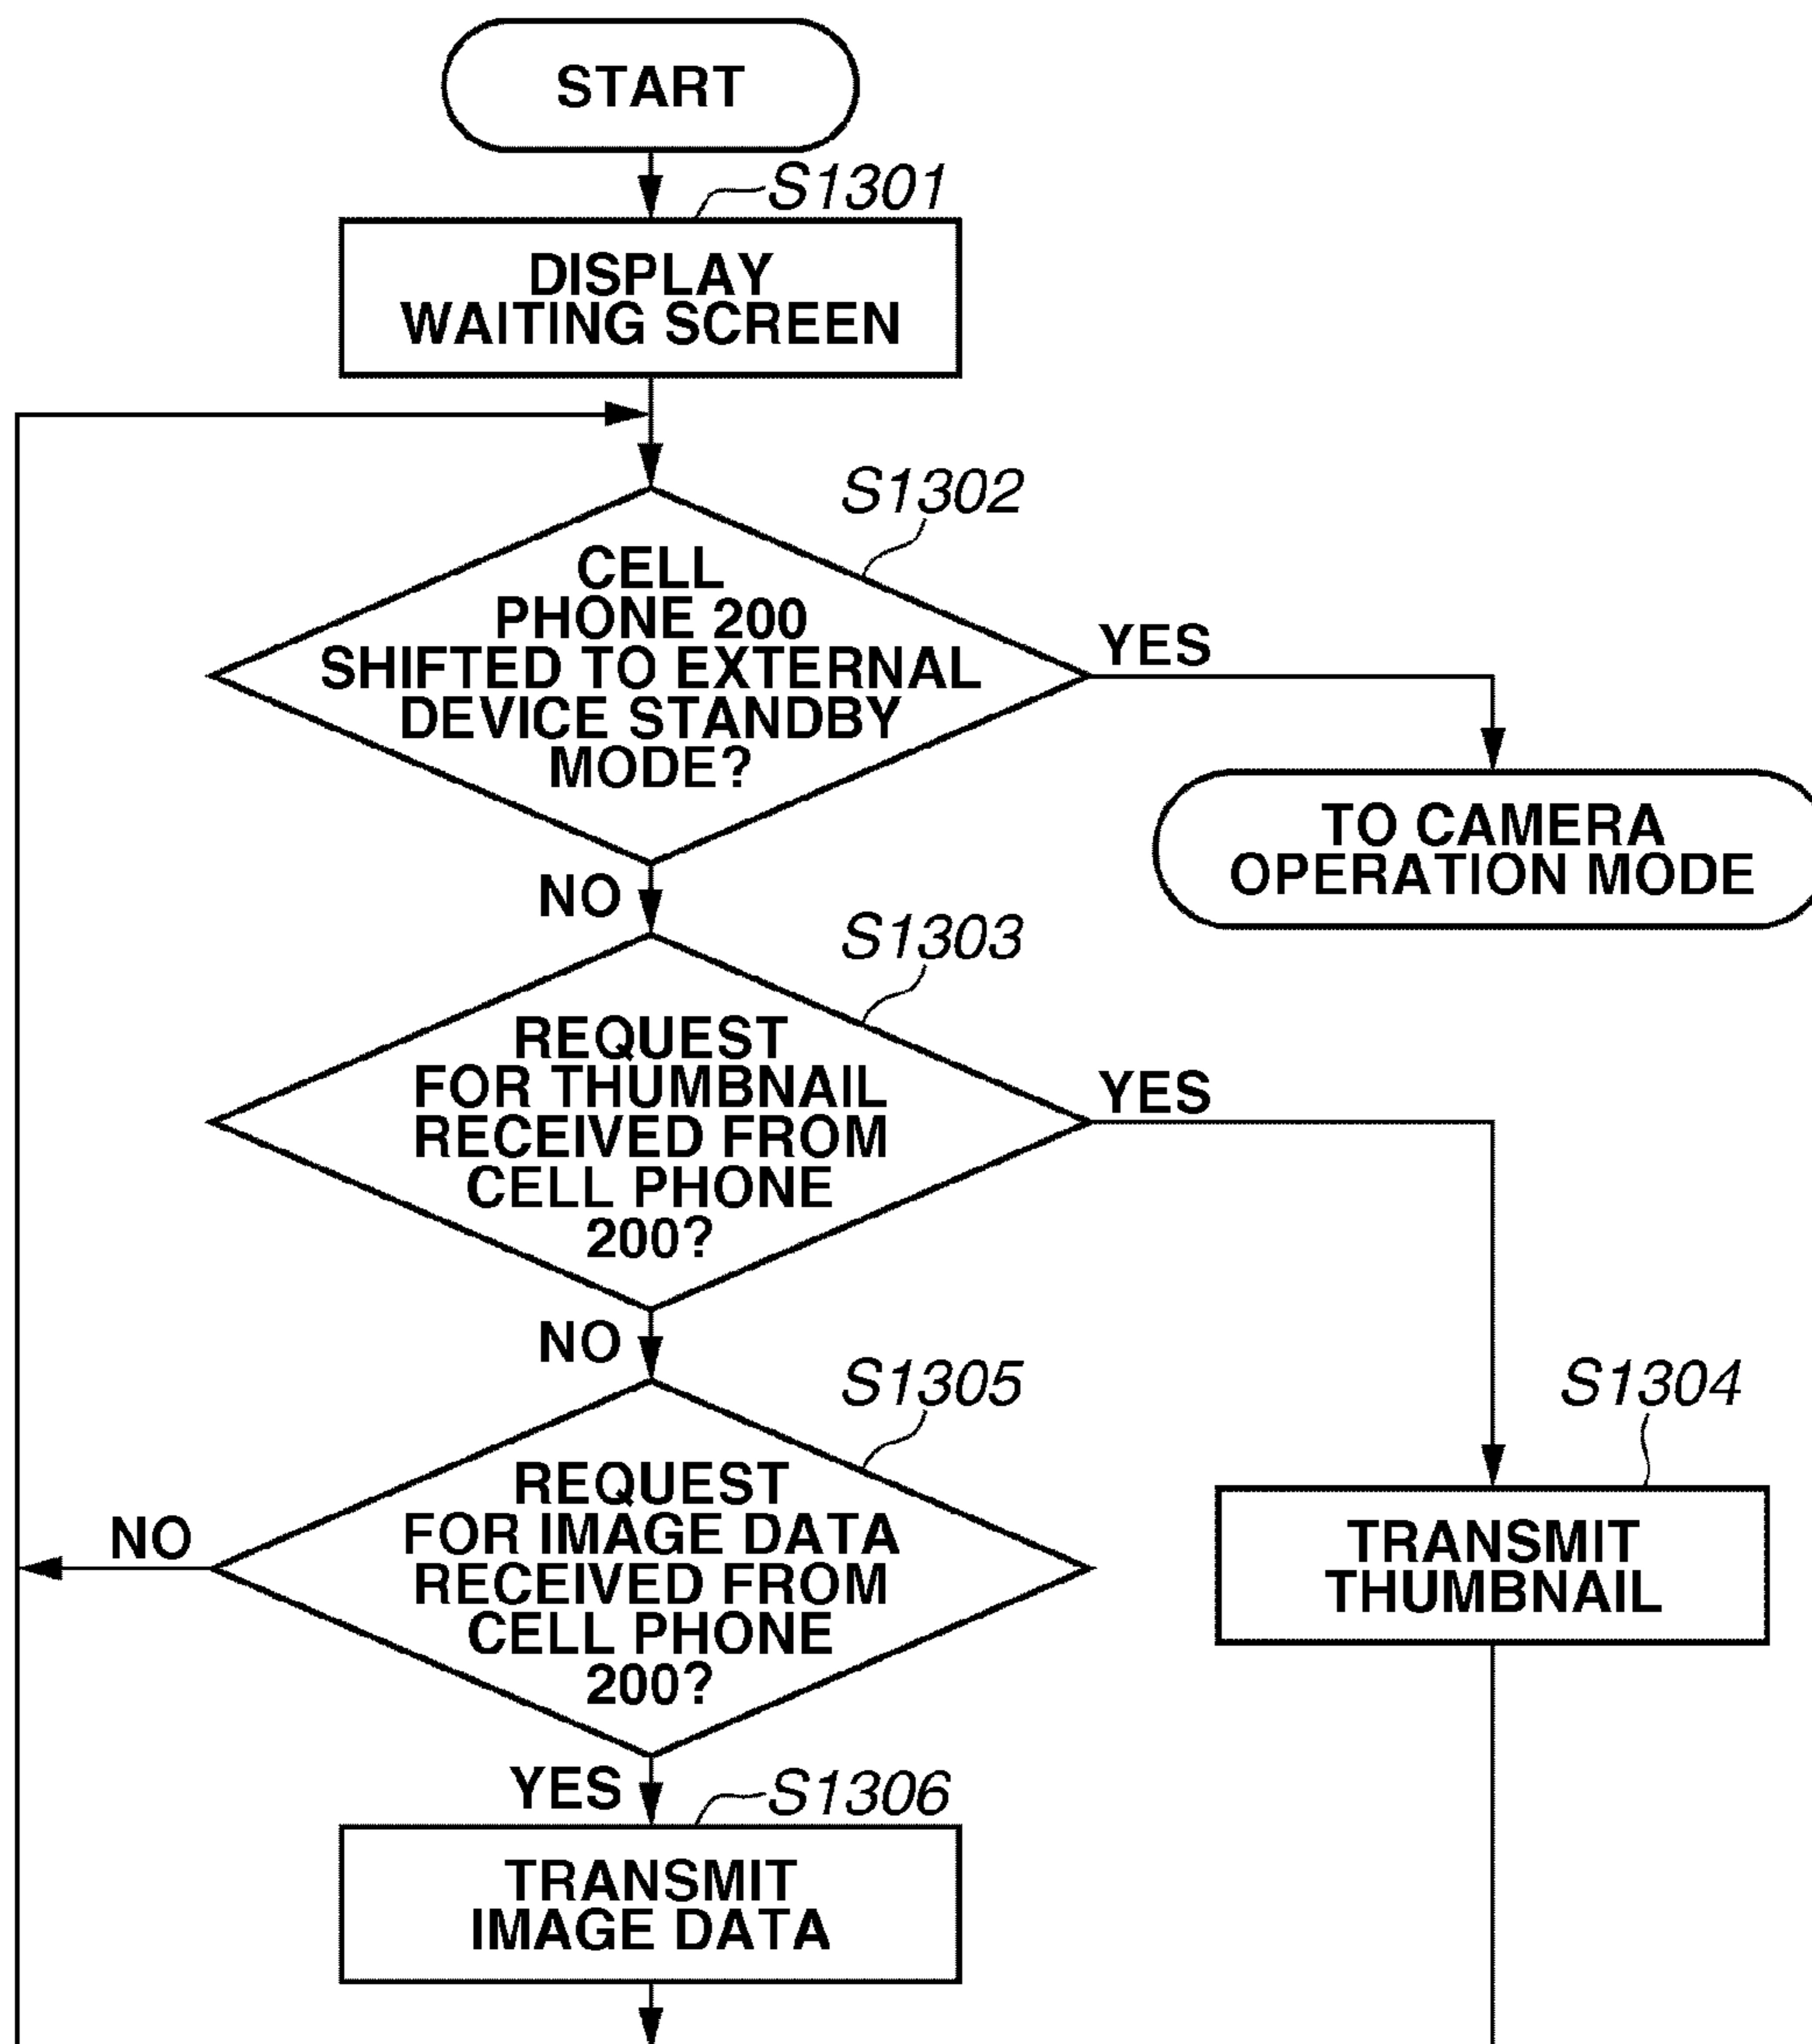 START
S1301
DISPLAY
WAITING SCREEN
S1302
CELL
PHONE 200
SHIFTED TO EXTERNAL
DEVICE STANDBY
MODE?
YES
TO CAMERA
OPERATION MODE
NO
S1303
REQUEST
FOR THUMBNAIL
RECEIVED FROM
CELL PHONE
200?
YES
NO
S1305
S1304
REQUEST
FOR IMAGE DATA
RECEIVED FROM
CELL PHONE
200?
NO
TRANSMIT
THUMBNAIL
YES
S1306
TRANSMIT
IMAGE DATA